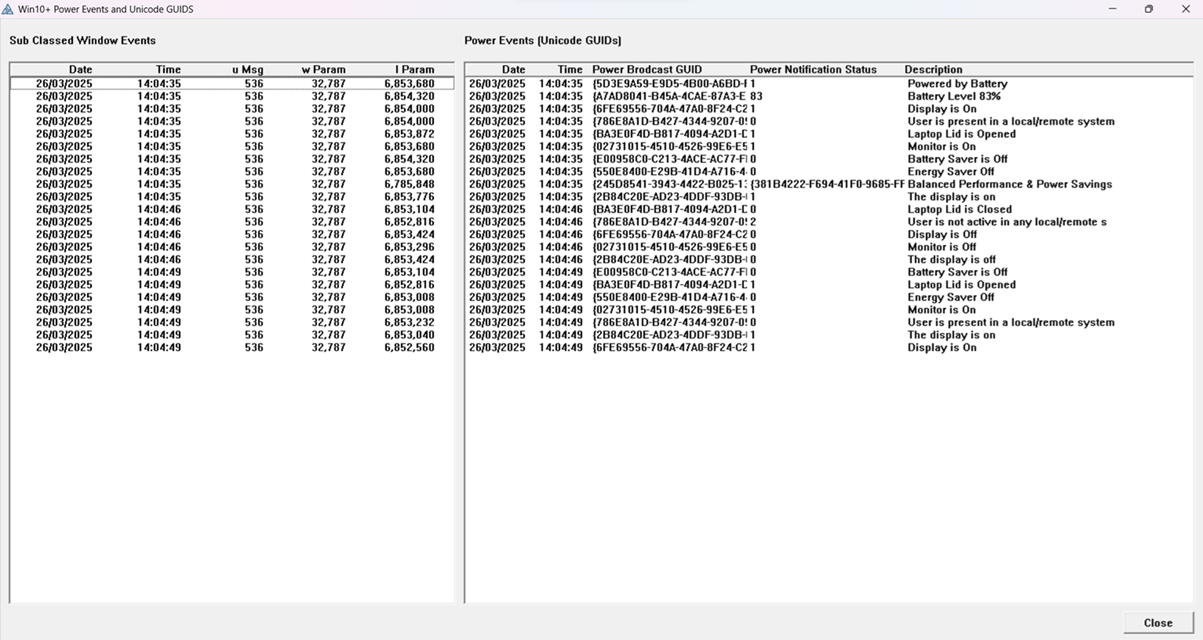 Win10+ Power Events and Unicode GUIDS
Sub Classed Window Events
Date Time u Msg w Param l Param
26/03/2025 14:04:35 536 32,787 6,853,680
26/03/2025 14:04:35 536 32,787 6,854,320
26/03/2025 14:04:35 536 32,787 6,854,000
26/03/2025 14:04:35 536 32,787 6,854,000
26/03/2025 14:04:35 536 32,787 6,853,872
26/03/2025 14:04:35 536 32,787 6,853,680
26/03/2025 14:04:35 536 32,787 6,854,320
26/03/2025 14:04:35 536 32,787 6,853,680
26/03/2025 14:04:35 536 32,787 6,785,848
26/03/2025 14:04:35 536 32,787 6,853,776
26/03/2025 14:04:46 536 32,787 6,853,104
26/03/2025 14:04:46 536 32,787 6,852,816
26/03/2025 14:04:46 536 32,787 6,853,424
26/03/2025 14:04:46 536 32,787 6,853,296
26/03/2025 14:04:46 536 32,787 6,853,424
26/03/2025 14:04:49 536 32,787 6,853,104
26/03/2025 14:04:49 536 32,787 6,852,816
26/03/2025 14:04:49 536 32,787 6,853,008
26/03/2025 14:04:49 536 32,787 6,853,008
26/03/2025 14:04:49 536 32,787 6,853,232
26/03/2025 14:04:49 536 32,787 6,853,040
26/03/2025 14:04:49 536 32,787 6,852,560
Power Events (Unicode GUIDs)
Date Time Power Brodcast GUID Power Notification Status Description
26/03/2025 14:04:35 {5D3E9A59-E9D5-4B00-A6BD-F 1 Powered by Battery
26/03/2025 14:04:35 {A7AD8041-B45A-4CAE-87A3-E 83 Battery Level 83%
26/03/2025 14:04:35 {6FE69556-704A-47A0-8F24-C2 1 Display is On
26/03/2025 14:04:35 {786E8A1D-B427-4344-9207-09 0 User is present in a local/remote system
26/03/2025 14:04:35 {BA3E0F4D-B817-4094-A2D1-D 1 Laptop Lid is Opened
26/03/2025 14:04:35 {02731015-4510-4526-99E6-E5 1 Monitor is On
26/03/2025 14:04:35 {E00958C0-C213-4ACE-AC77-F 0 Battery Saver is Off
26/03/2025 14:04:35 {550E8400-E29B-41D4-A716-4 0 Energy Saver Off
26/03/2025 14:04:35 {245D8541-3943-4422-B025-1 {381B4222-F694-41F0-9685-FF Balanced Performance & Power Savings
26/03/2025 14:04:35 {2B84C20E-AD23-4DDF-93DB- 1 The display is on
26/03/2025 14:04:46 {BA3E0F4D-B817-4094-A2D1-D 0 Laptop Lid is Closed
26/03/2025 14:04:46 {786E8A1D-B427-4344-9207-09 2 User is not active in any local/remote s
26/03/2025 14:04:46 {6FE69556-704A-47A0-8F24-C2 0 Display is Off
26/03/2025 14:04:46 {02731015-4510-4526-99E6-E5 0 Monitor is Off
26/03/2025 14:04:46 {2B84C20E-AD23-4DDF-93DB- 0 The display is off
26/03/2025 14:04:49 {E00958C0-C213-4ACE-AC77-F 0 Battery Saver is Off
26/03/2025 14:04:49 {BA3E0F4D-B817-4094-A2D1-D 1 Laptop Lid is Opened
26/03/2025 14:04:49 {550E8400-E29B-41D4-A716-4 0 Energy Saver Off
26/03/2025 14:04:49 {02731015-4510-4526-99E6-E5 1 Monitor is On
26/03/2025 14:04:49 {786E8A1D-B427-4344-9207-09 0 User is present in a local/remote system
26/03/2025 14:04:49 {2B84C20E-AD23-4DDF-93DB- 1 The display is on
26/03/2025 14:04:49 {6FE69556-704A-47A0-8F24-C2 1 Display is On
Close